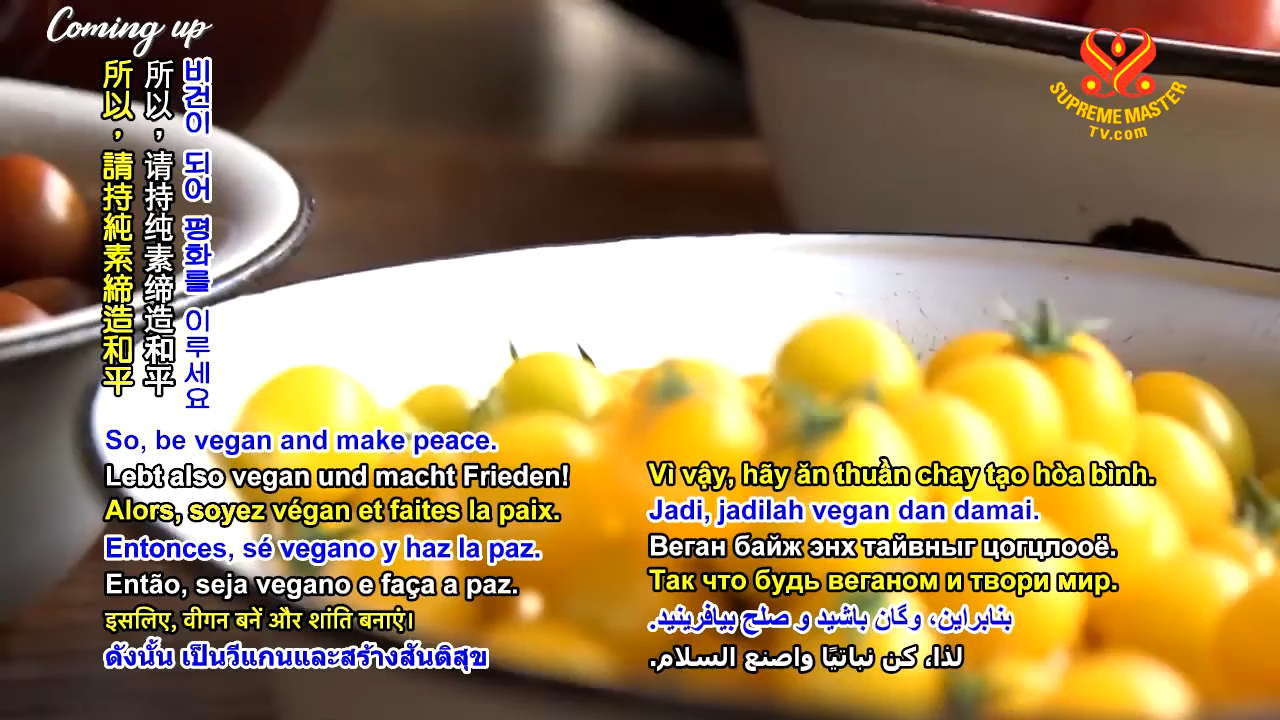 Coming up
SUPREME MASTER
TV.com
所以，請持純素締造和平
所以，请持纯素缔造和平
비건이 되어 평화를 이루세요
So, be vegan and make peace.
Lebt also vegan und macht Frieden!
Alors, soyez végan et faites la paix.
Entonces, sé vegano y haz la paz.
Então, seja vegano e faça a paz.
इसलिए, वीगन बनें और शांति बनाएं।
ดังนั้น เป็นวีแกนและสร้างสันติสุข
Vì vậy, hãy ăn thuần chay tạo hòa bình.
Jadi, jadilah vegan dan damai.
Веган байж энх тайвныг цогцлооё.
Так что будь веганом и твори мир.
بنابراین، وگان باشید و صلح بیافرینید.
لذا، كن نباتيًا واصنع السلام.